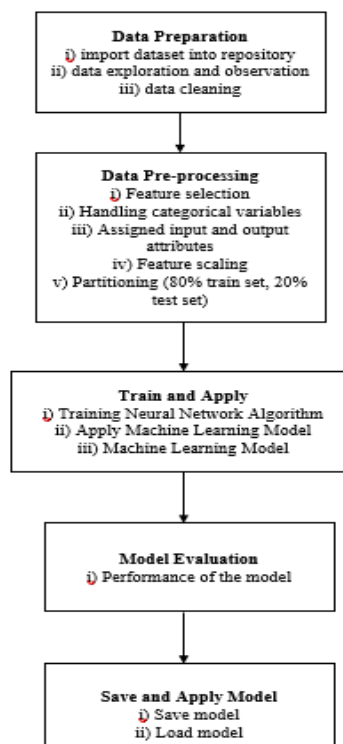 Data Preparation
i) import dataset into repository
ii) data exploration and observation
iii) data cleaning
Data Pre-processing
i) Feature selection
ii) Handling categorical variables
iii) Assigned input and output
attributes
iv) Feature scaling
v) Partitioning (80% train set, 20%
test set)
Train and Apply
i) Training Neural Network Algorithm
ii) Apply Machine Learning Model
iii) Machine Learning Model
Model Evaluation
i) Performance of the model
Save and Apply Model
i) Save model
ii) Load model